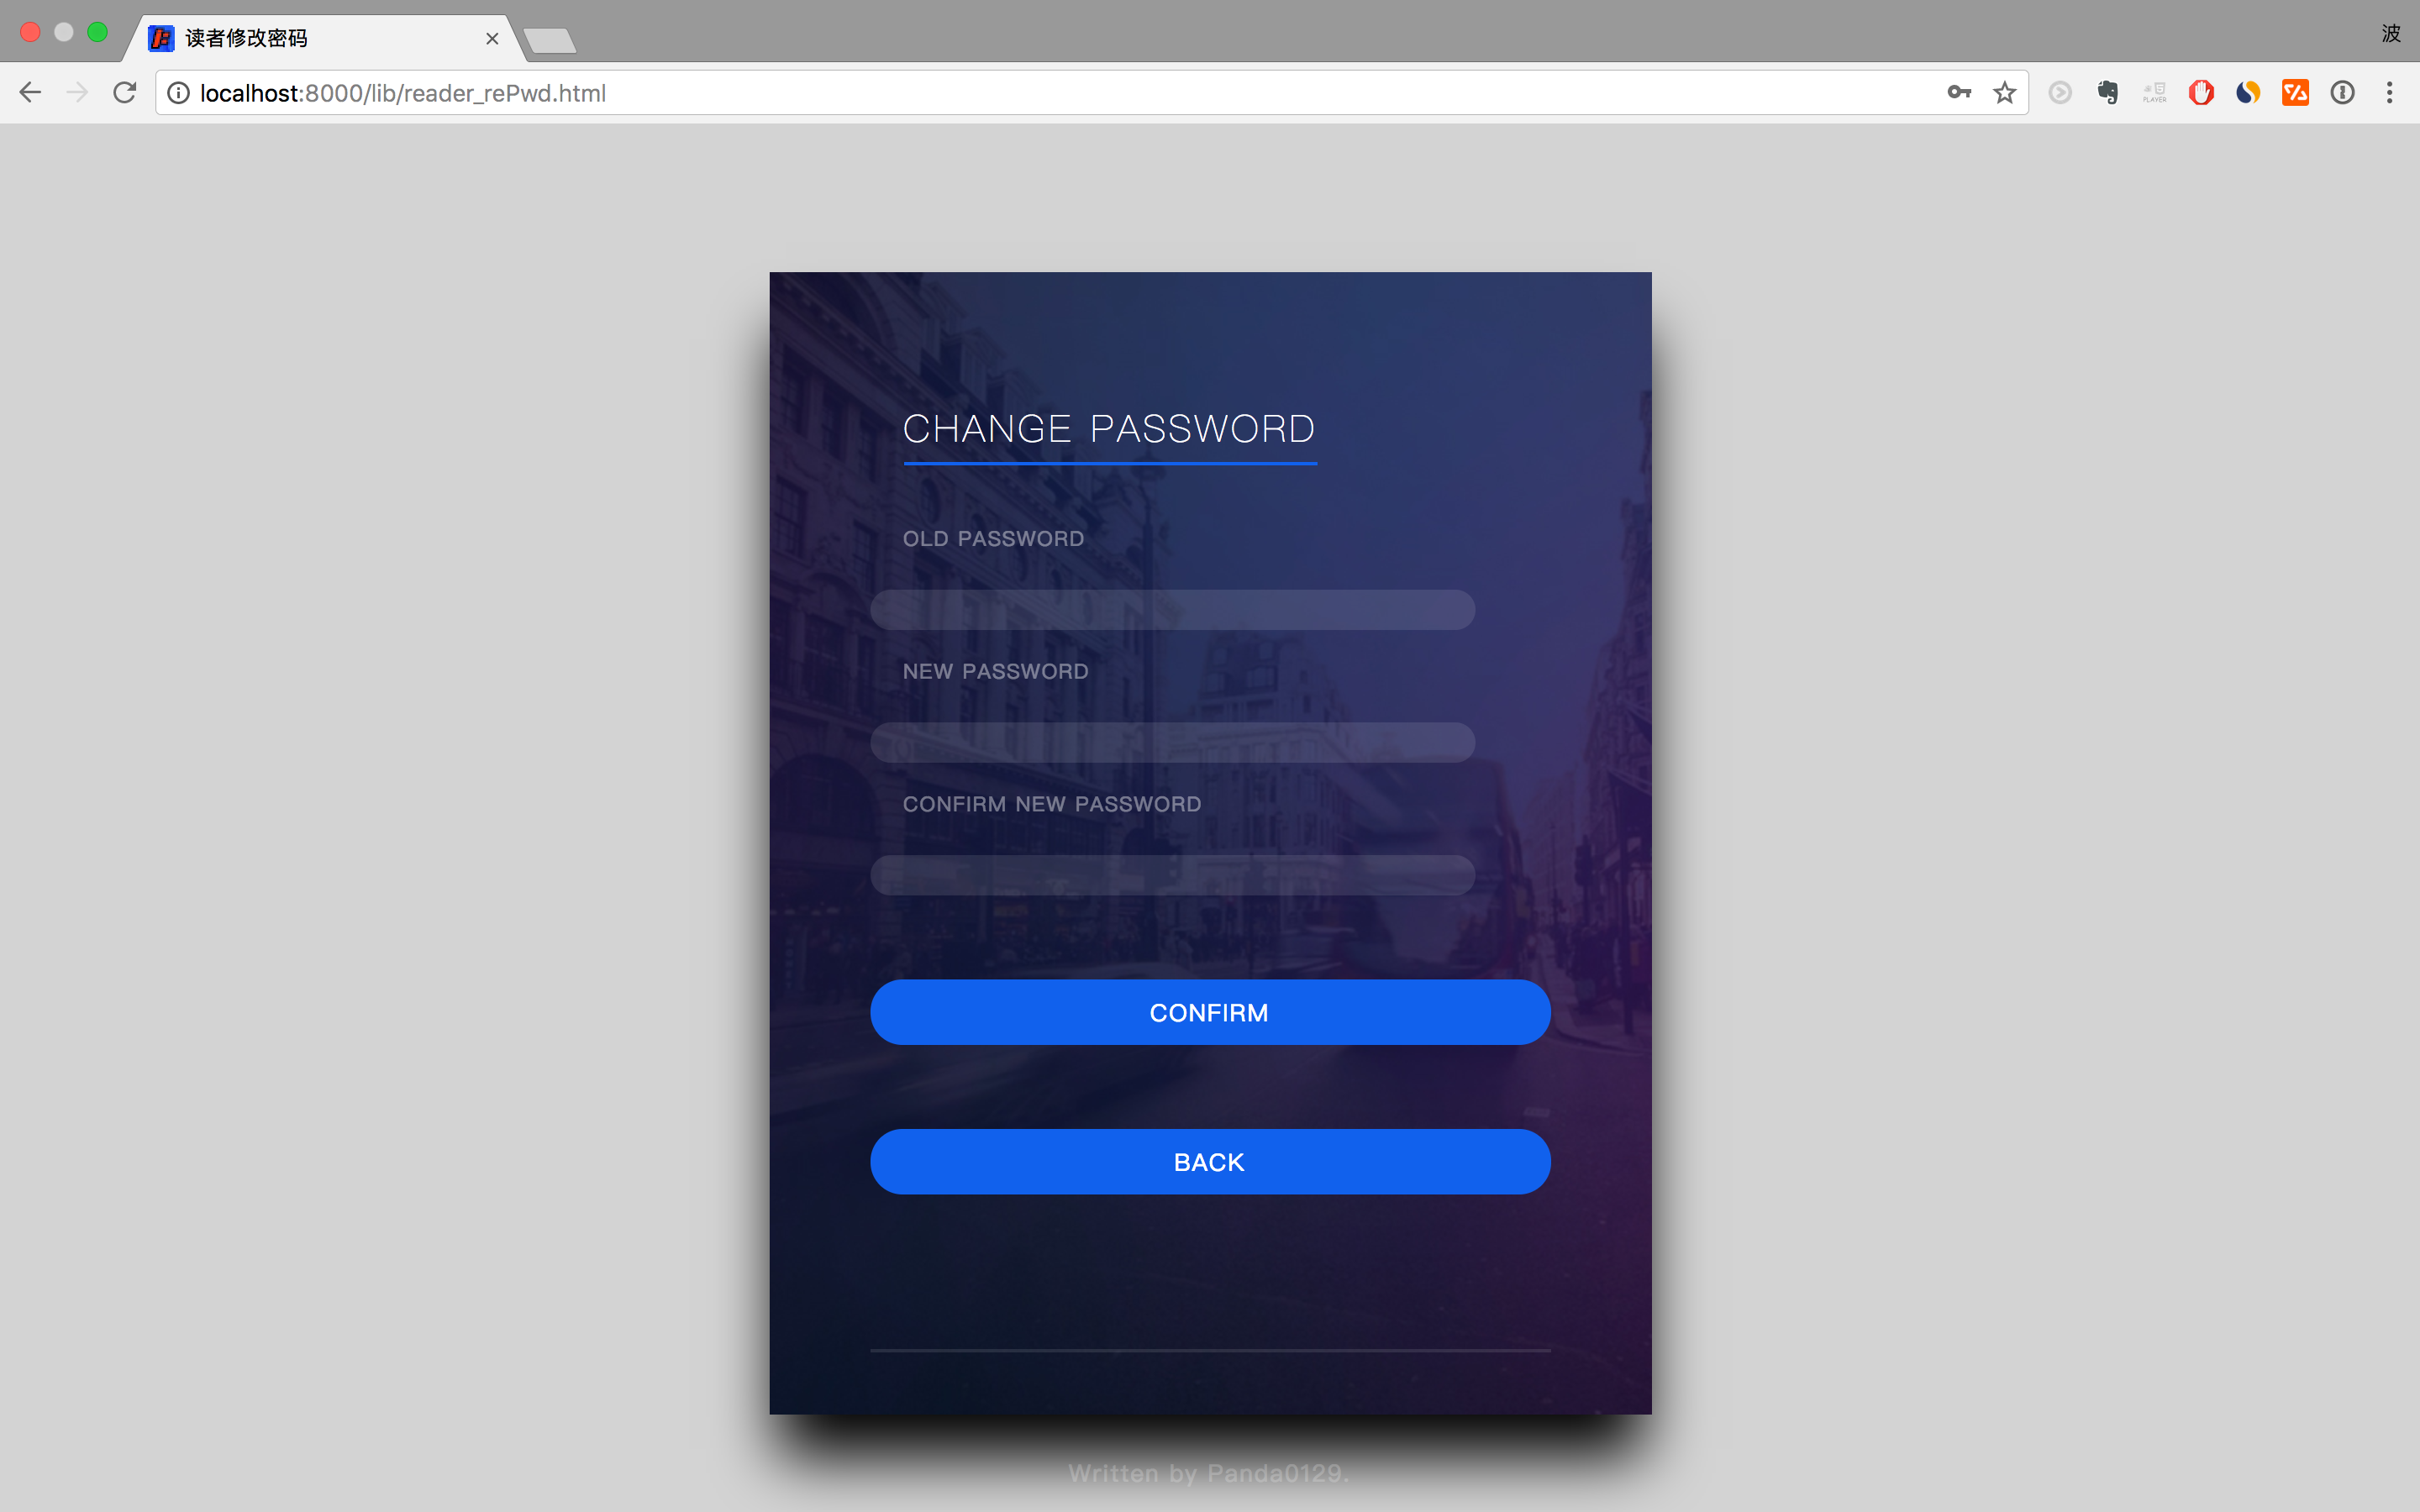 读者修改密码
波
localhost:8000/lib/reader_rePwd.html
PLAYER
CHANGE PASSWORD
OLD PASSWORD
NEW PASSWORD
CONFIRM NEW PASSWORD
CONFIRM
BACK
Written by Panda0129.